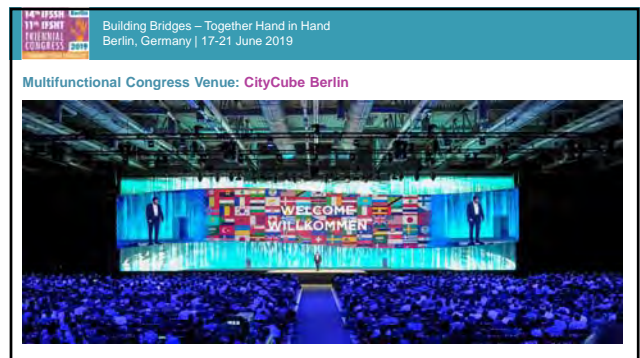 14th IFSSH Berlin
11th IFSHT
TRIENNIAL
CONGRESS 2019
Building Bridges – Together Hand in Hand
Berlin, Germany | 17-21 June 2019
Multifunctional Congress Venue: CityCube Berlin
WELCOME
WILLKOMMEN